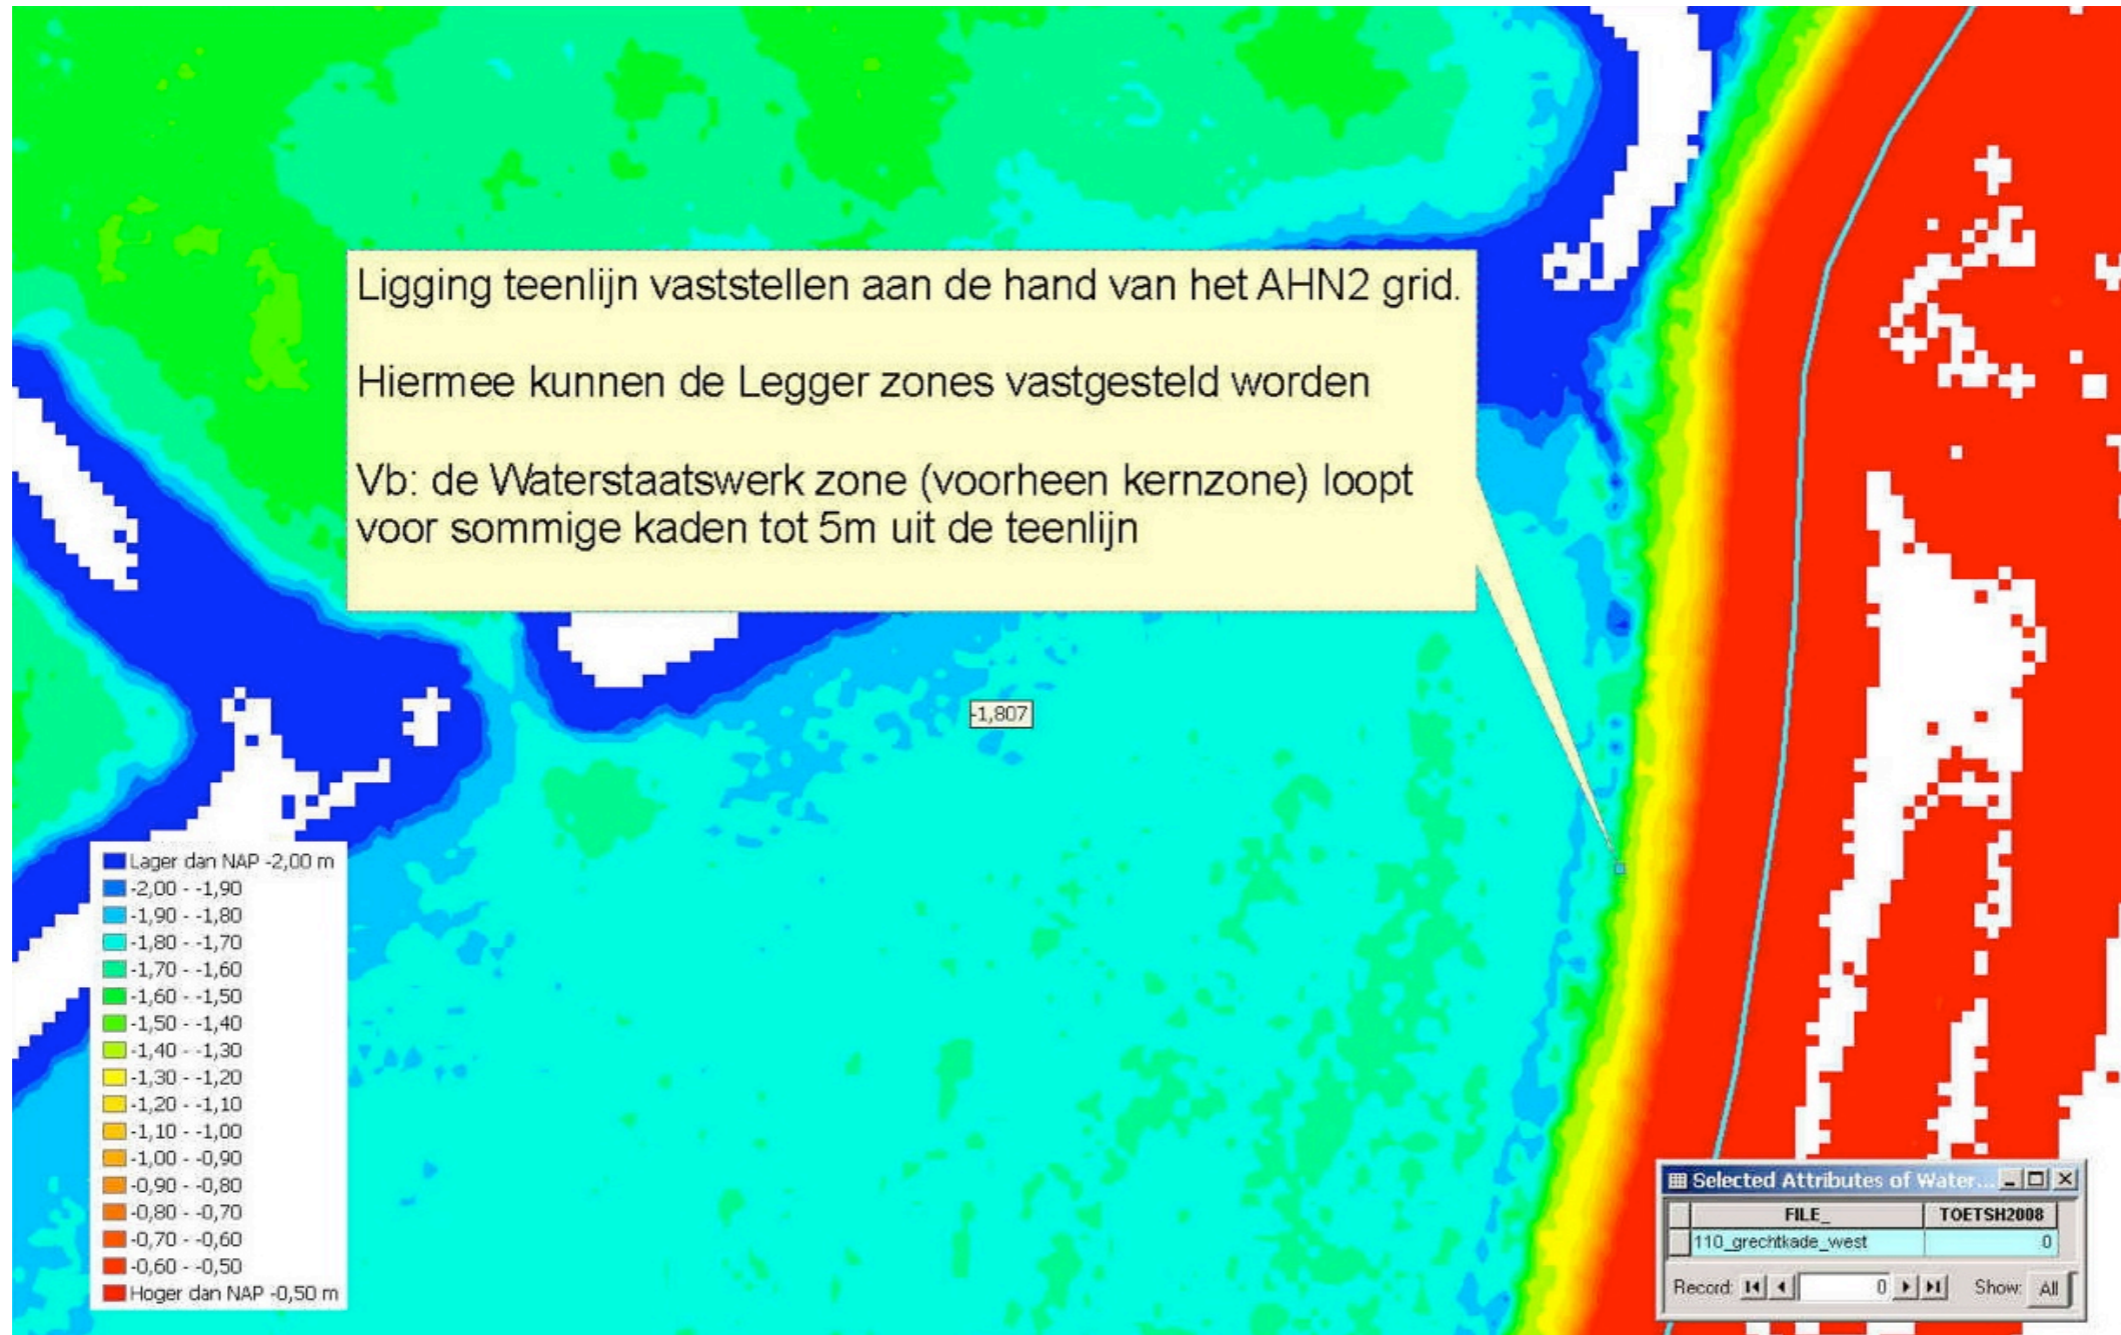 Ligging teenlijn vaststellen aan de hand van het AHN2 grid.
Hiermee kunnen de Legger zones vastgesteld worden
Vb: de Waterstaatswerk zone (voorheen kernzone) loopt
voor sommige kaden tot 5m uit de teenlijn
-1,807
Lager dan NAP -2,00 m
-2,00 - -1,90
-1,90 - -1,80
-1,80 - -1,70
-1,70 - -1,60
-1,60 - -1,50
-1,50 - -1,40
-1,40 - -1,30
-1,30 - -1,20
-1,20 - -1,10
-1,10 - -1,00
-1,00 - -0,90
-0,90 - -0,80
-0,80 - -0,70
-0,70 - -0,60
-0,60 - -0,50
Hoger dan NAP -0,50 m
Selected Attributes of Water...
FILE_ TOETSH2008
110_grechtkade_west 0
Record: 0 Show: All